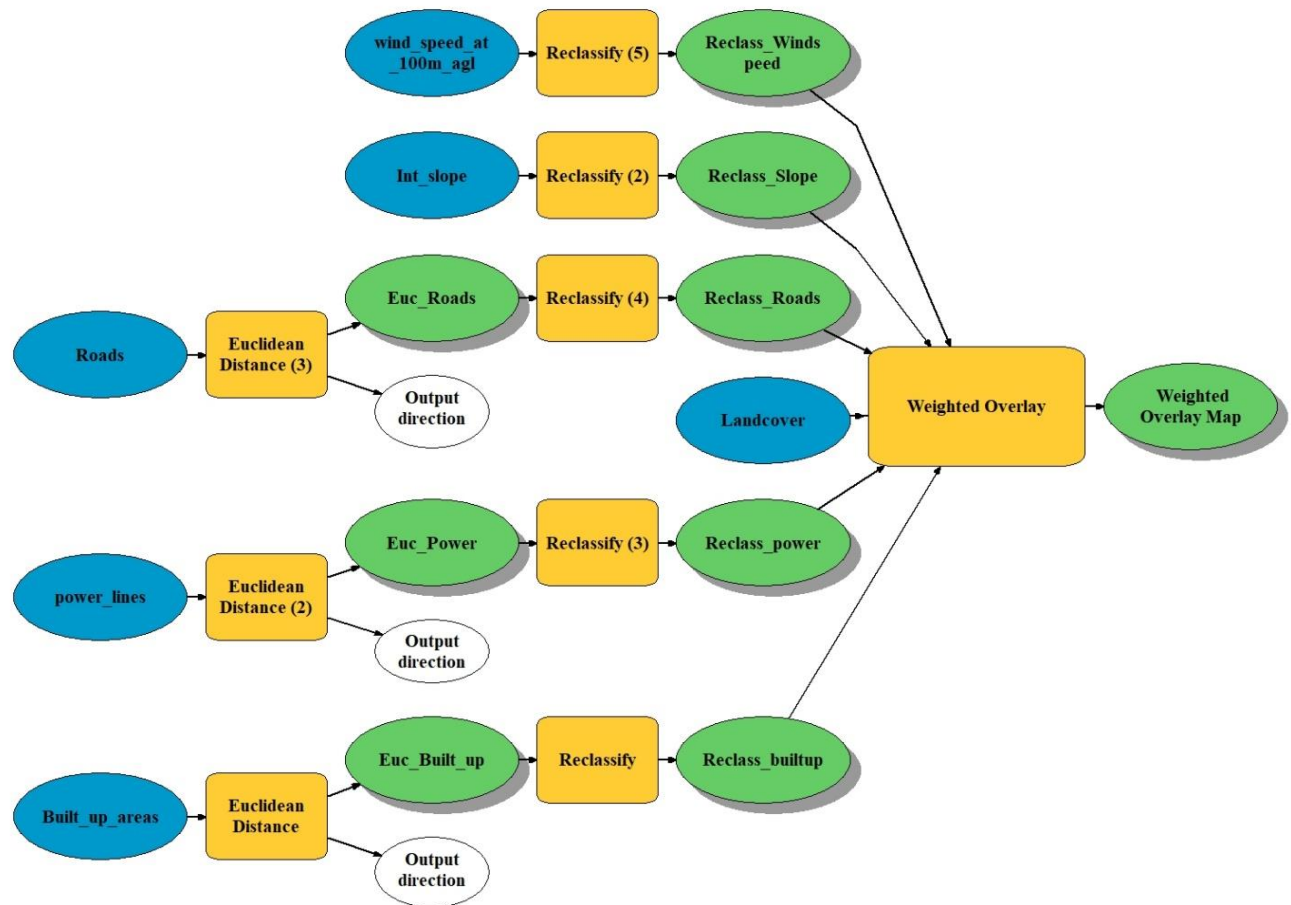 wind_speed_at
_100m_agl
Reclassify (5)
Reclass_Winds
peed
Int_slope
Reclassify (2)
Reclass_Slope
Roads
Euclidean
Distance (3)
Euc_Roads
Output
direction
Reclassify (4)
Reclass_Roads
Landcover
Weighted Overlay
Weighted
Overlay Map
power_lines
Euclidean
Distance (2)
Euc_Power
Output
direction
Reclassify (3)
Reclass_power
Built_up_areas
Euclidean
Distance
Euc_Built_up
Output
direction
Reclassify
Reclass_builtup